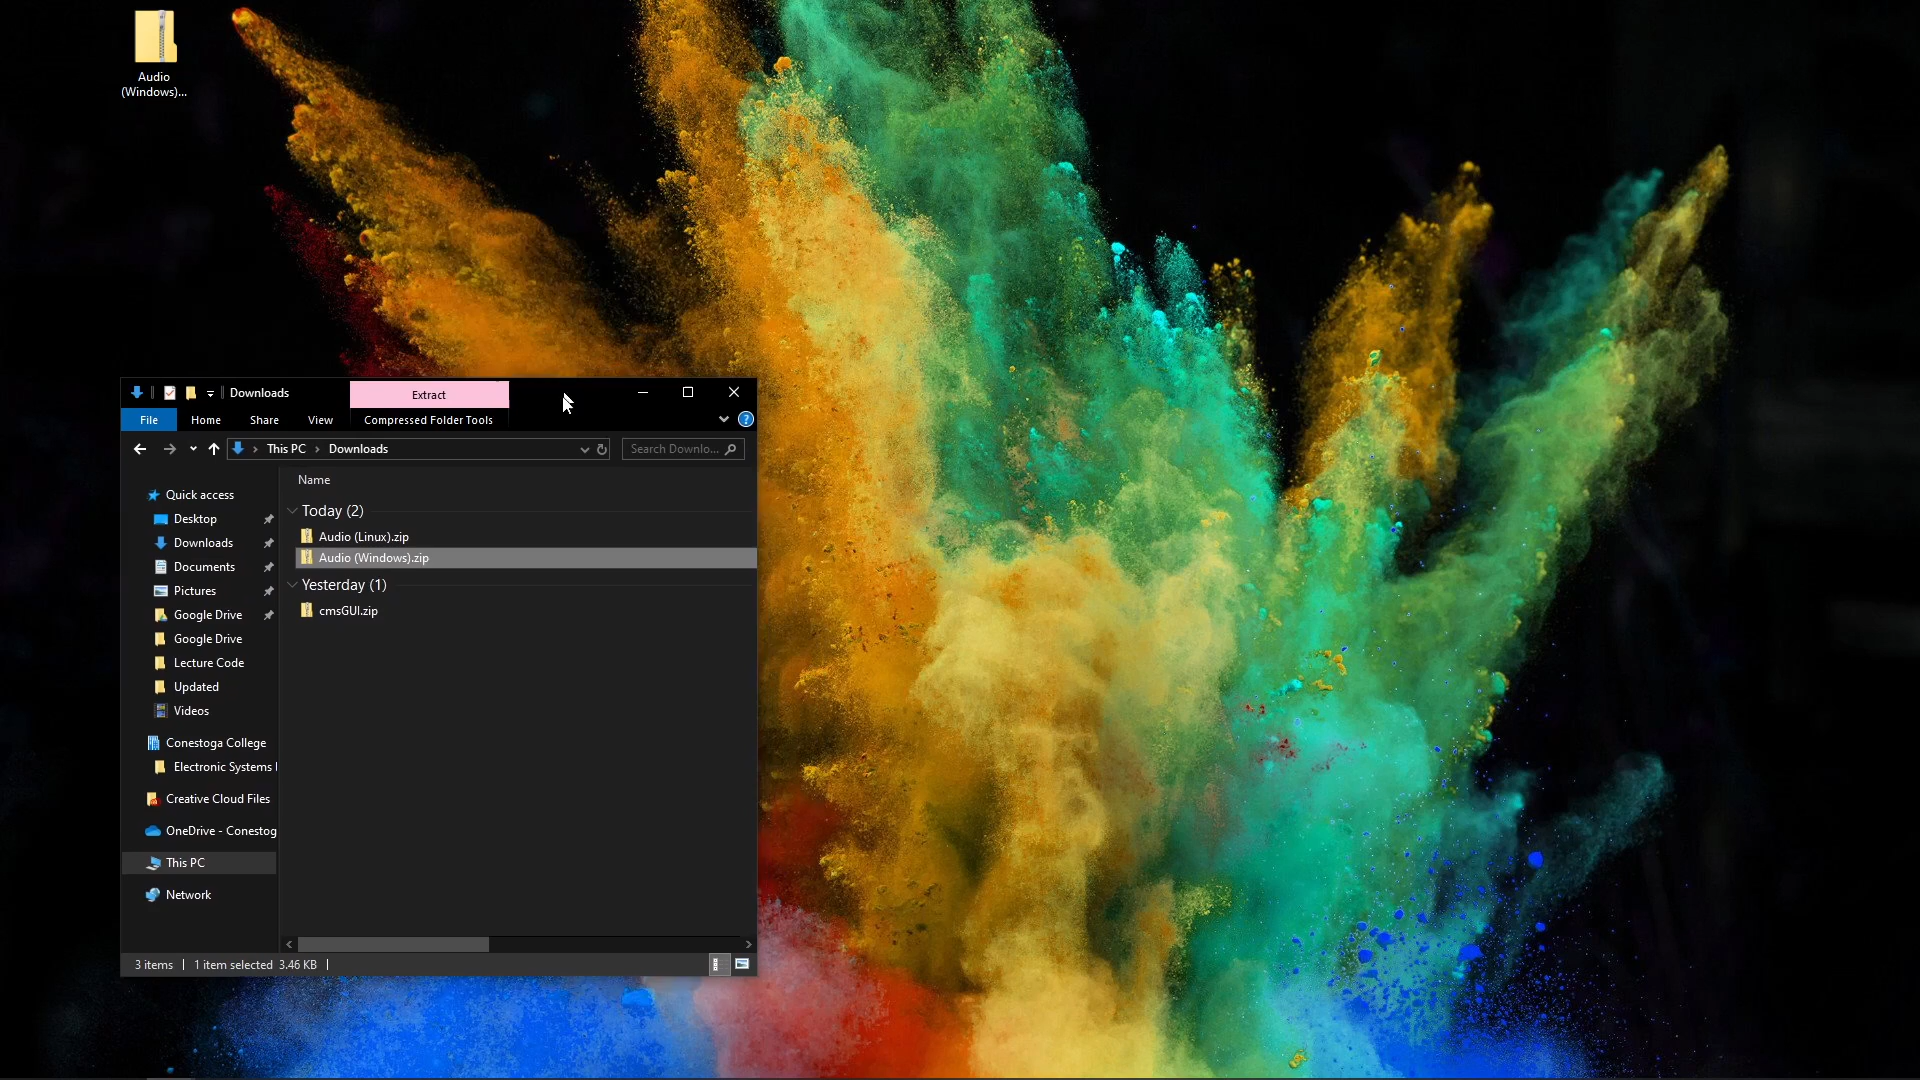 Audio
(Windows)...
Downloads
Extract
File
Home
Share
View
Compressed Folder Tools
?
This PC
Downloads
Search Downlo...
Name
Quick access
Desktop
Downloads
Documents
Pictures
Google Drive
Google Drive
Lecture Code
Updated
Videos
Conestoga College
Electronic Systems
Creative Cloud Files
OneDrive - Conestog
This PC
Network
Today (2)
Audio (Linux).zip
Audio (Windows).zip
Yesterday (1)
cmsGUI.zip
3 items
1 item selected 3.46 KB